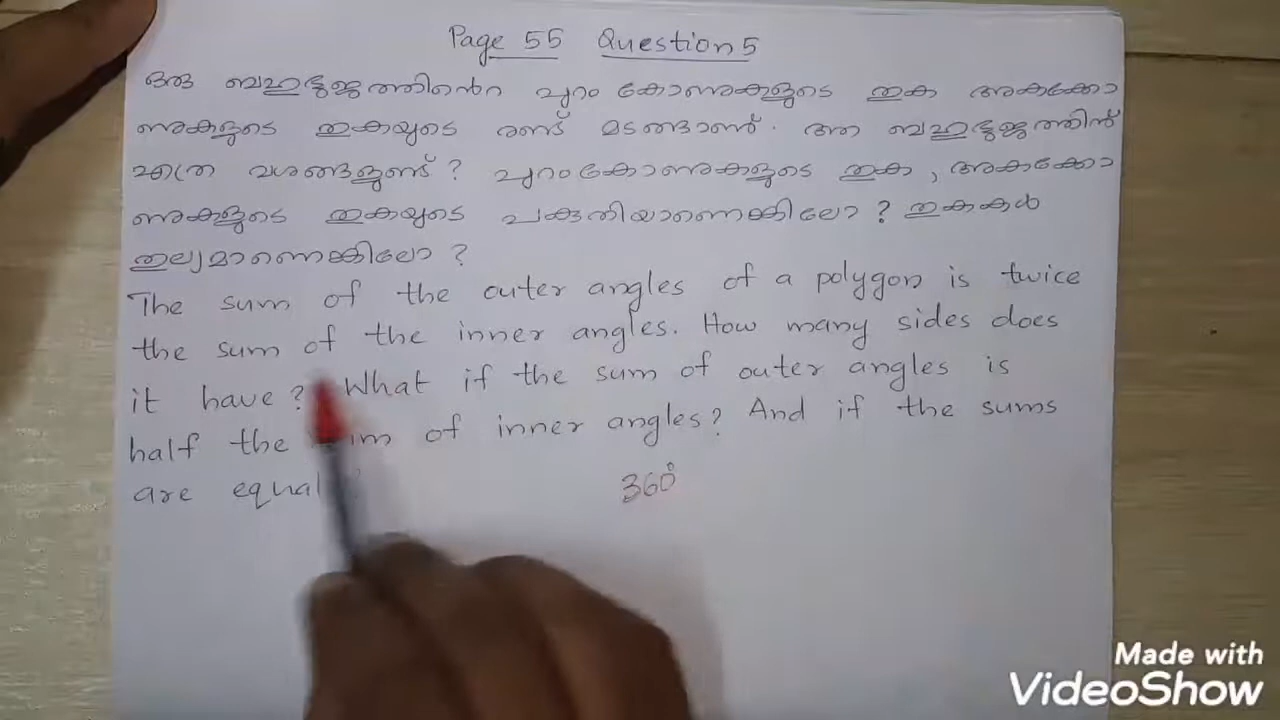 Page 55 Question 5
ഒരു ബഹുഭുജത്തിന്റെ പുറം കോണുകളുടെ തുക അകക്കോ
ണുകളുടെ തുകയുടെ രണ്ട് മടങ്ങാണ്. ആ ബഹുഭുജത്തിന്
എത്ര വശങ്ങളുണ്ട്? പുറംകോണുകളുടെ തുക, അകക്കോ
ണുകളുടെ തുകയുടെ പകുതിയാണെങ്കിലോ? തുകകൾ
തുല്യമാണെങ്കിലോ?
The sum of the outer angles of a polygon is twice
the sum of the inner angles. How many sides does
it have? What if the sum of outer angles is
half the of inner angles? And if the sums
are equal
360°
Made with
VideoShow